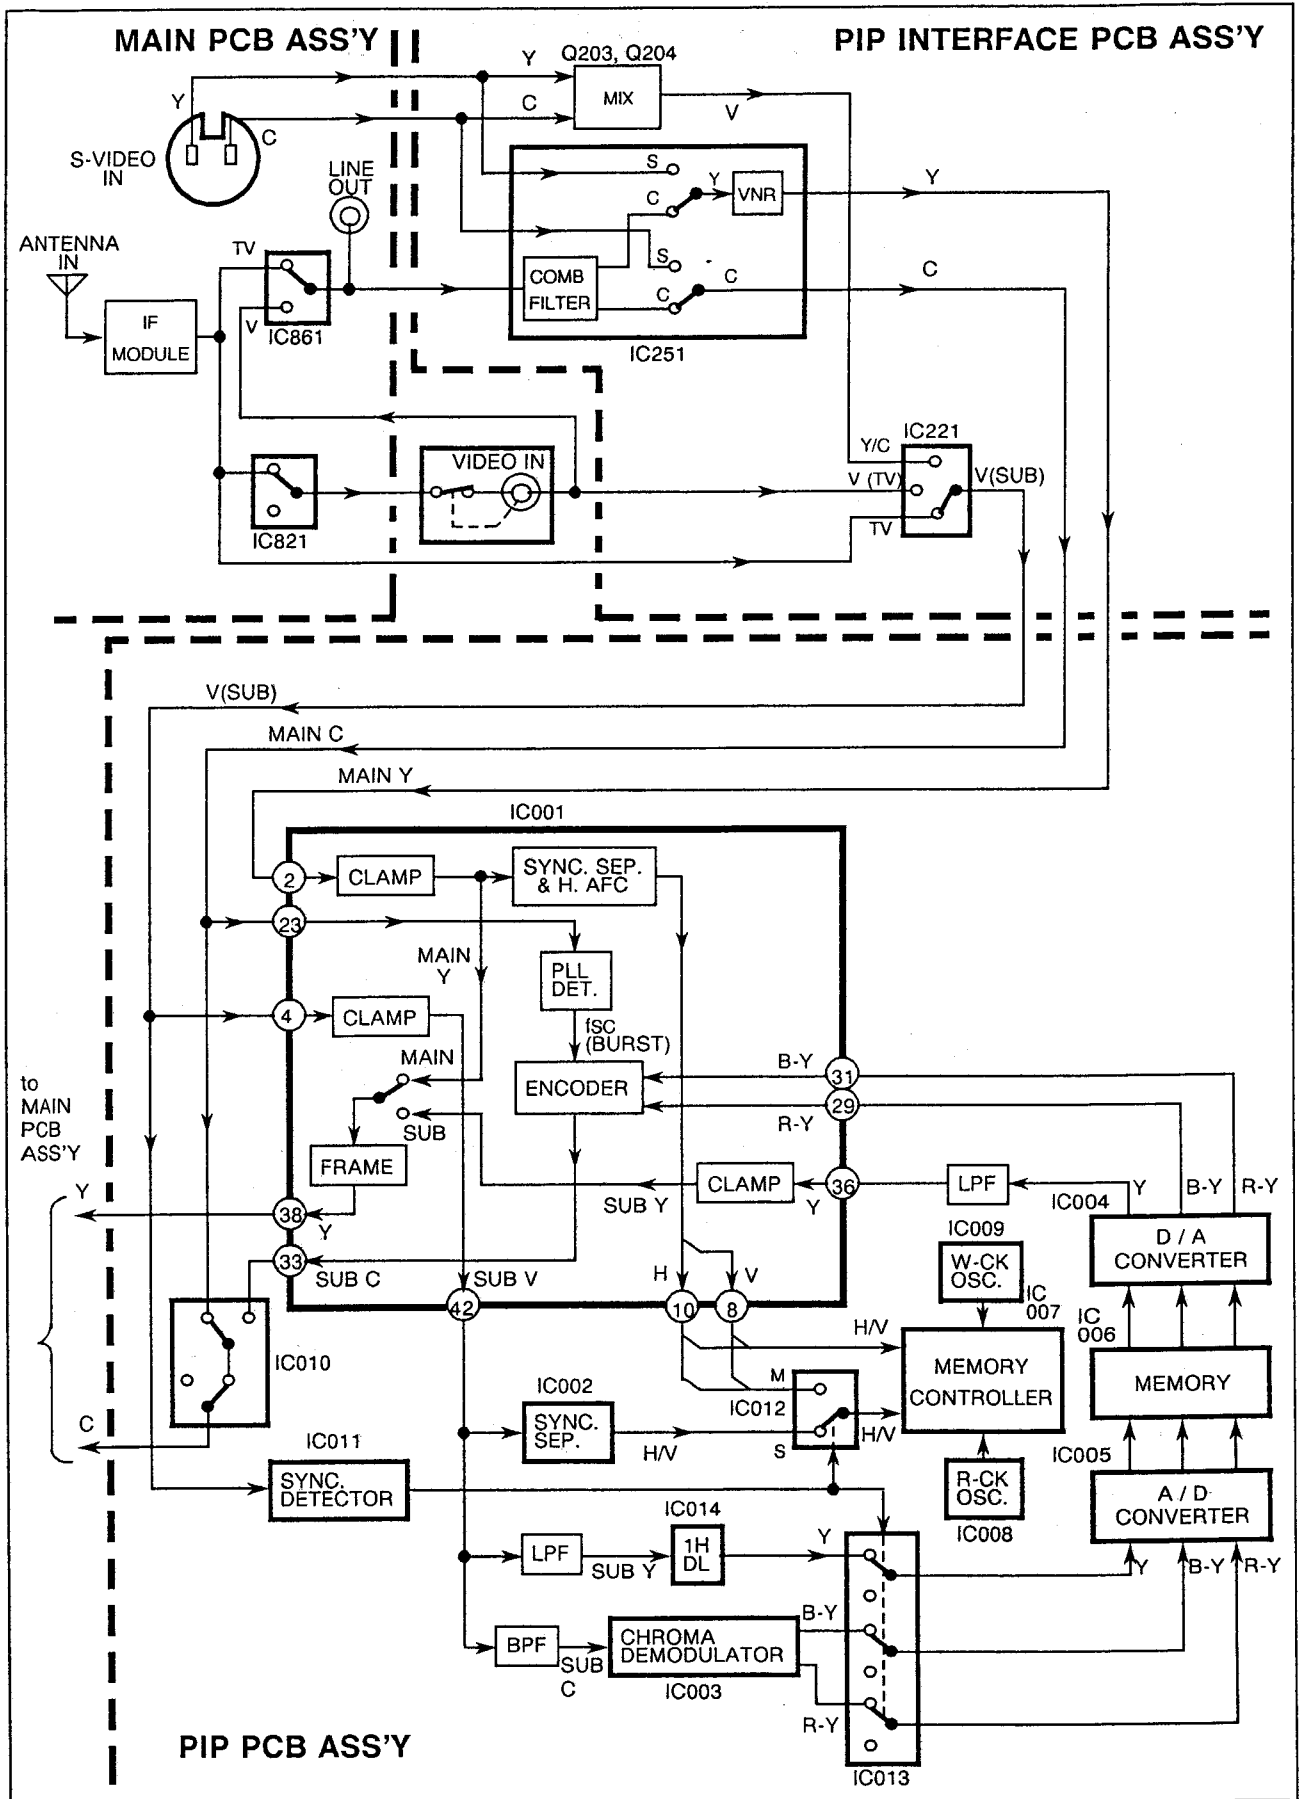 MAIN PCB ASS'Y
PIP INTERFACE PCB ASS'Y
Q203, Q204
Y
MIX
C
V
Y
C
S-VIDEO
IN
LINE
OUT
S
C
Y
VNR
Y
ANTENNA
IN
TV
IF
MODULE
V
IC861
COMB
FILTER
S
C
C
C
IC251
IC221
Y/C
V (TV)
V(SUB)
TV
VIDEO IN
IC821
V(SUB)
MAIN C
MAIN Y
IC001
2
CLAMP
SYNC. SEP.
& H. AFC
23
MAIN
Y
PLL
DET.
4
CLAMP
fSC
(BURST)
MAIN
ENCODER
B-Y
31
29
R-Y
SUB
to
MAIN
PCB
ASS'Y
FRAME
SUB Y
CLAMP
Y
36
LPF
Y
B-Y
R-Y
IC004
D / A
CONVERTER
Y
38
Y
33
SUB C
SUB V
H
V
42
10
8
IC009
W-CK
OSC.
IC
007
IC
006
H/V
MEMORY
CONTROLLER
MEMORY
IC010
IC002
SYNC.
SEP.
H/V
M
IC012
S
H/V
C
IC011
SYNC.
DETECTOR
R-CK
OSC.
IC008
IC005
A / D
CONVERTER
Y
B-Y
R-Y
LPF
SUB Y
IC014
1H
DL
Y
BPF
SUB
C
CHROMA
DEMODULATOR
IC003
B-Y
R-Y
IC013
PIP PCB ASS'Y